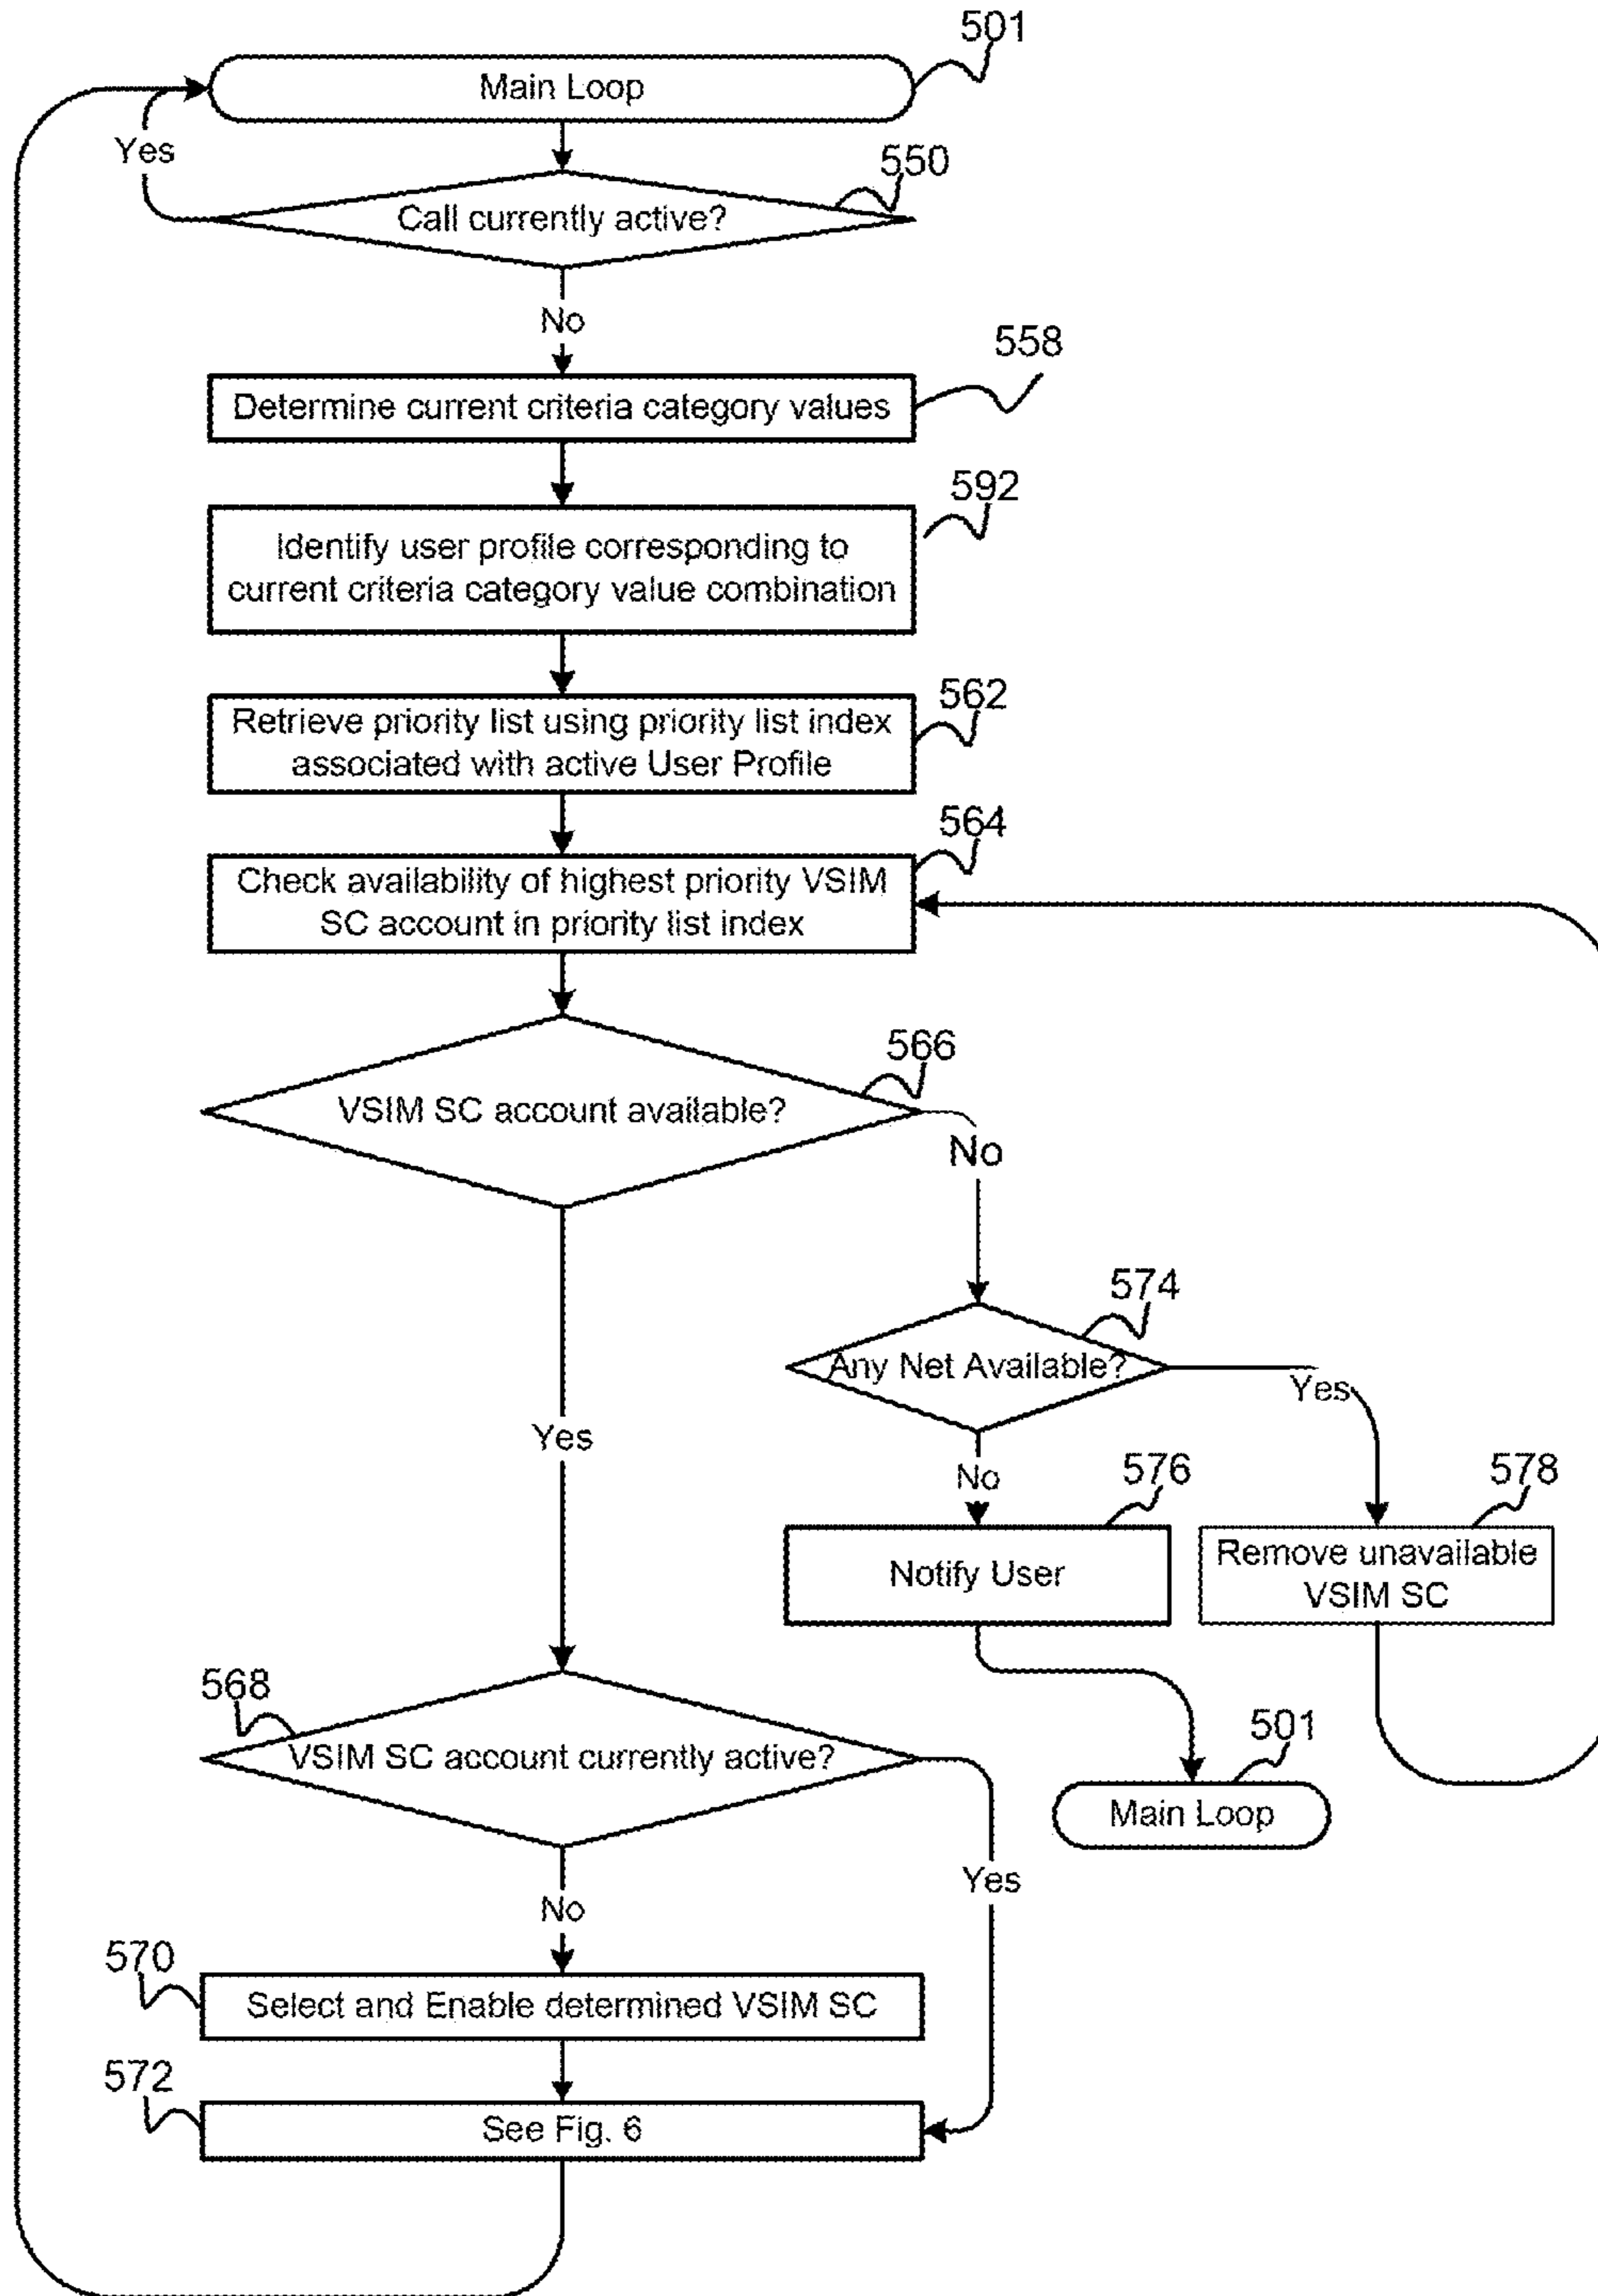 501
Main Loop
Yes
550
Call currently active?
No
558
Determine current criteria category values
592
Identify user profile corresponding to
current criteria category value combination
562
Retrieve priority list using priority list index
associated with active User Profile
564
Check availability of highest priority VSIM
SC account in priority list index
566
VSIM SC account available?
No
574
Any Net Available?
Yes
Yes
No
576
578
Notify User
Remove unavailable
VSIM SC
568
VSIM SC account currently active?
501
Main Loop
Yes
No
570
Select and Enable determined VSIM SC
572
See Fig. 6